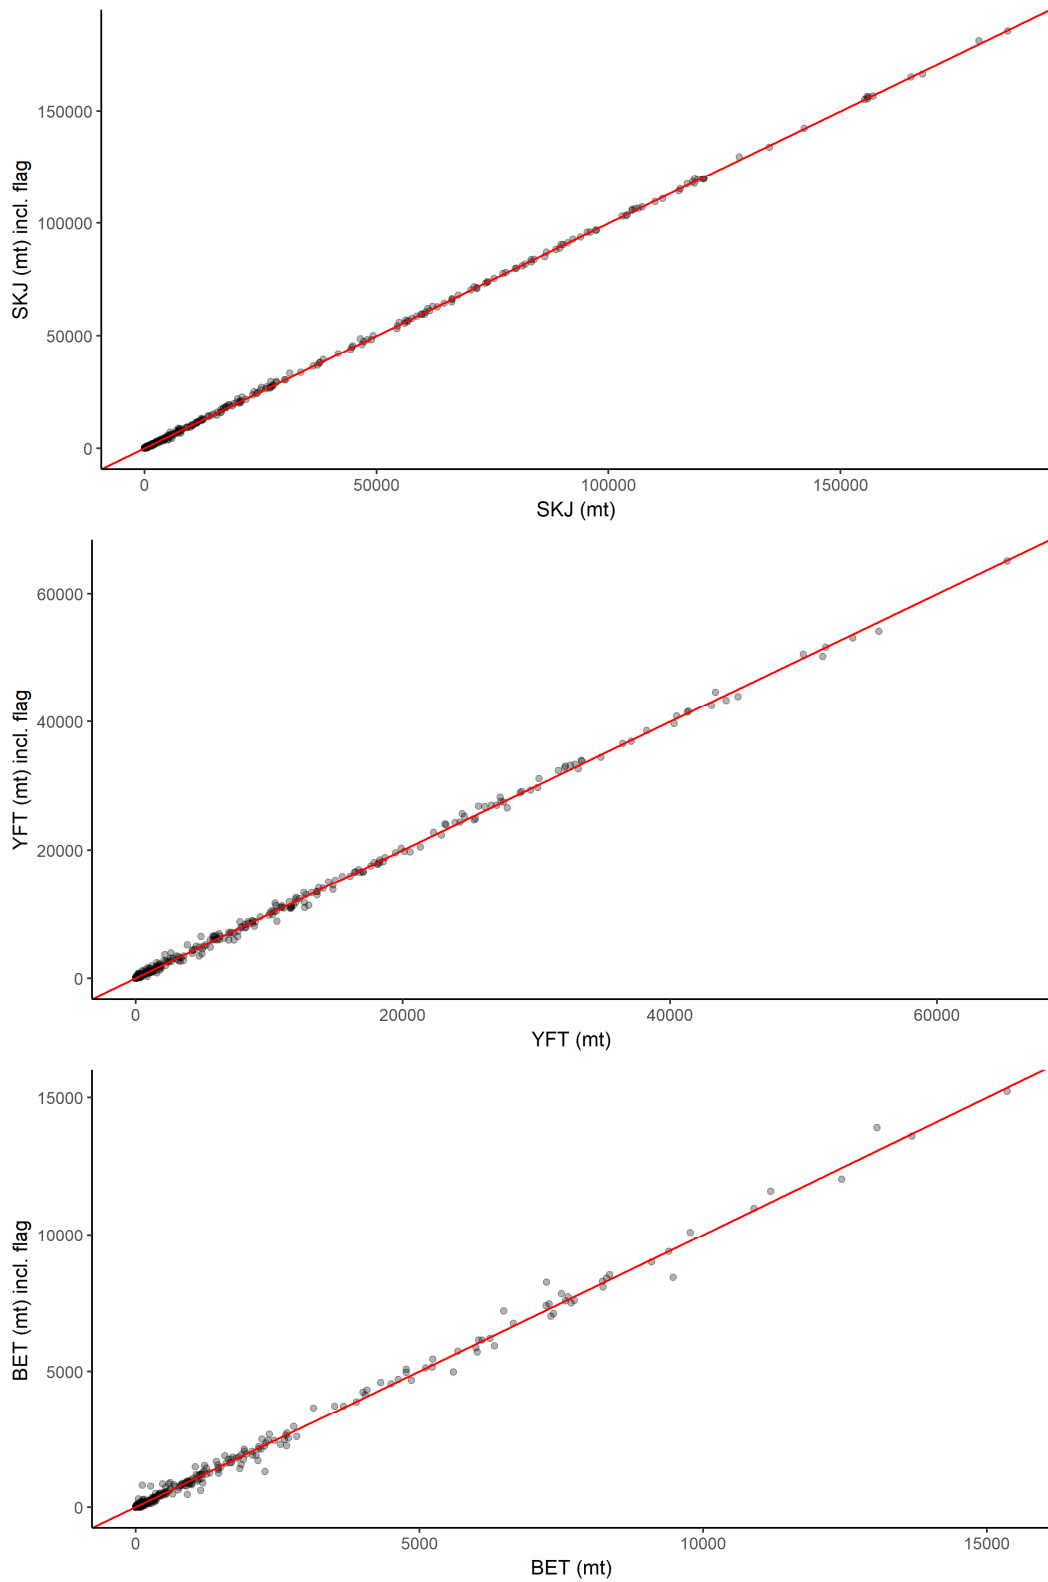 SKJ (mt) incl. flag
150000
100000
50000
0
0 50000 100000 150000
SKJ (mt)
YFT (mt) incl. flag
60000
40000
20000
0
0 20000 40000 60000
YFT (mt)
BET (mt) incl. flag
15000
10000
5000
0
0 5000 10000 15000
BET (mt)